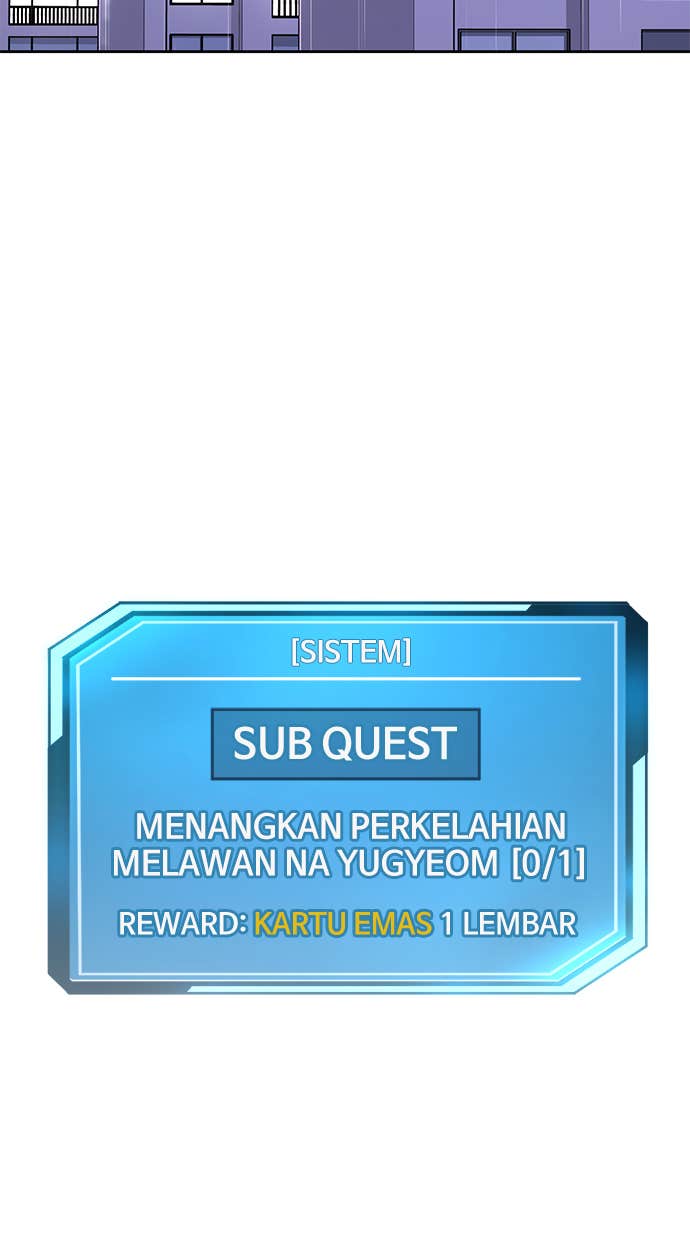 [SISTEM]
SUB QUEST
MENANGKAN PERKELAHIAN
MELAWAN NA YUGYEOM [0/1]
REWARD: KARTU EMAS 1 LEMBAR